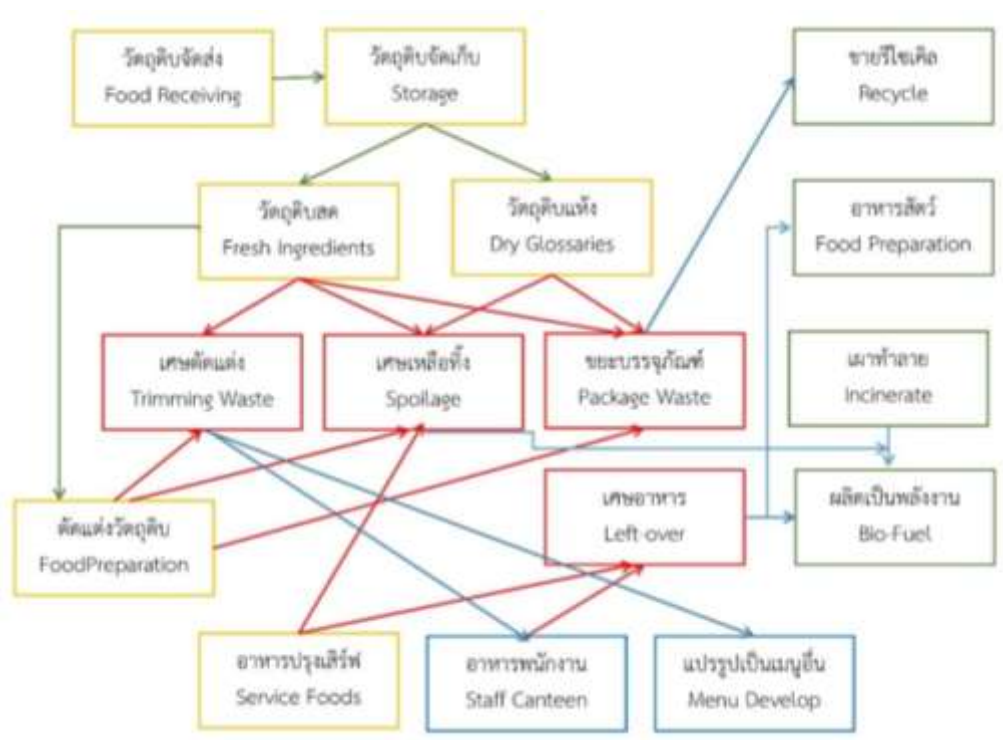 วัตถุดิบจัดส่ง
Food Receiving
วัตถุดิบจัดเก็บ
Storage
ขายรีไซเคิล
Recycle
วัตถุดิบสด
Fresh Ingredients
วัตถุดิบแห้ง
Dry Glossaries
อาหารสัตว์
Food Preparation
เศษตัดแต่ง
Trimming Waste
เศษเหลือทิ้ง
Spoilage
ขยะบรรจุภัณฑ์
Package Waste
เผาทำลาย
Incinerate
ตัดแต่งวัตถุดิบ
FoodPreparation
เศษอาหาร
Left-over
ผลิตเป็นพลังงาน
Bio-Fuel
อาหารปรุงเสิร์ฟ
Service Foods
อาหารพนักงาน
Staff Canteen
แปรรูปเป็นเมนูอื่น
Menu Develop